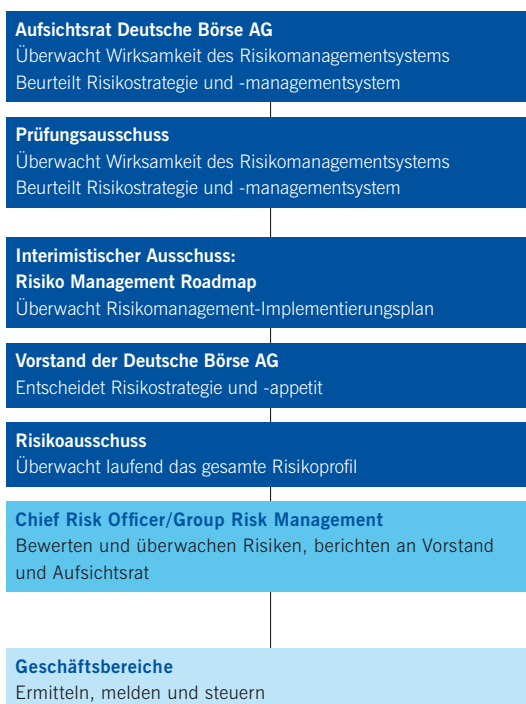 Aufsichtsrat Deutsche Börse AG
Überwacht Wirksamkeit des Risikomanagementsystems
Beurteilt Risikostrategie und -managementsystem
Prüfungsausschuss
Überwacht Wirksamkeit des Risikomanagementsystems
Beurteilt Risikostrategie und -managementsystem
Interimistischer Ausschuss:
Risiko Management Roadmap
Überwacht Risikomanagement-Implementierungsplan
Vorstand der Deutsche Börse AG
Entscheidet Risikostrategie und -appetit
Risikoausschuss
Überwacht laufend das gesamte Risikoprofil
Chief Risk Officer/Group Risk Management
Bewerten und überwachen Risiken, berichten an Vorstand
und Aufsichtsrat
Geschäftsbereiche
Ermitteln, melden und steuern